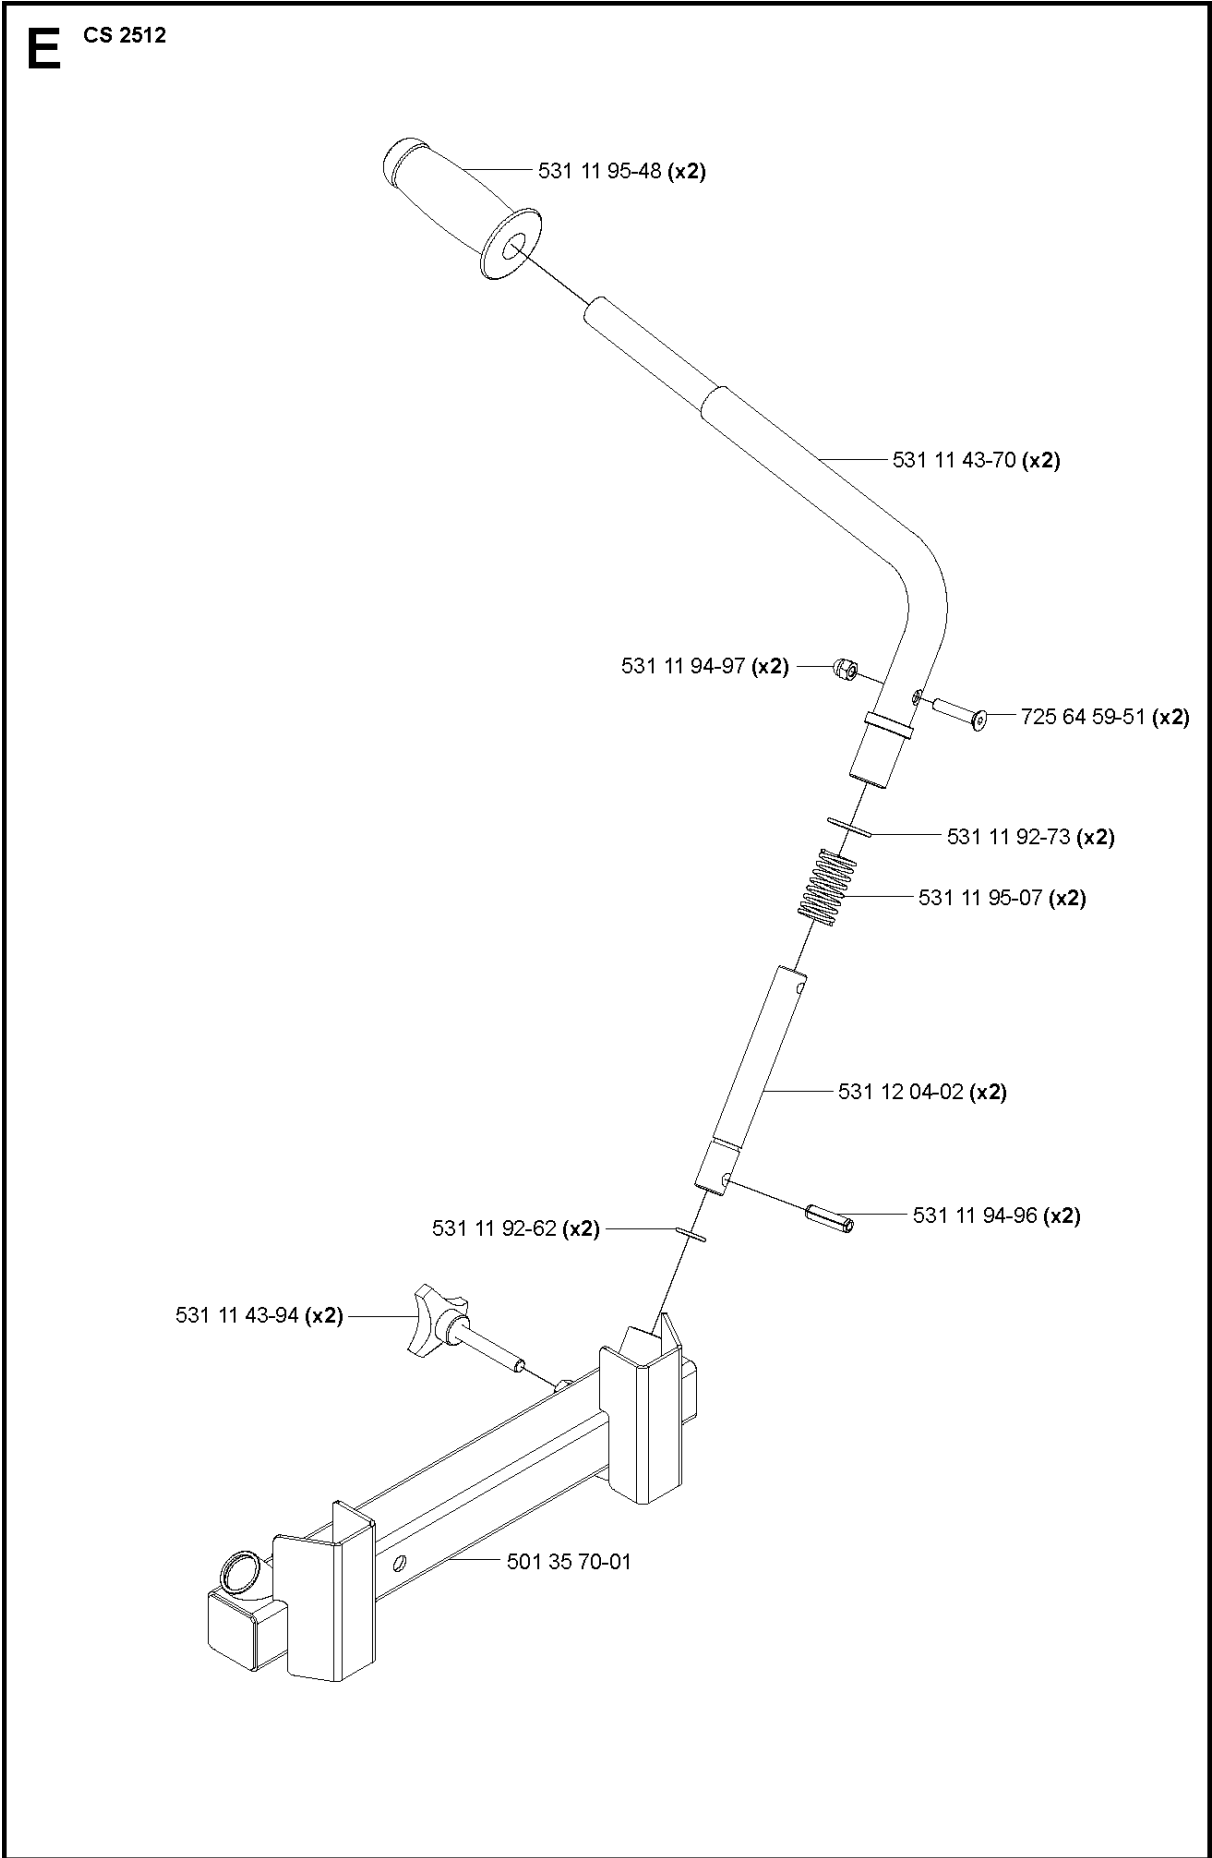 E CS 2512
531 11 95-48 (x2)
531 11 43-70 (x2)
531 11 94-97 (x2)
725 64 59-51 (x2)
531 11 92-73 (x2)
531 11 95-07 (x2)
531 12 04-02 (x2)
531 11 94-96 (x2)
531 11 92-62 (x2)
531 11 43-94 (x2)
501 35 70-01